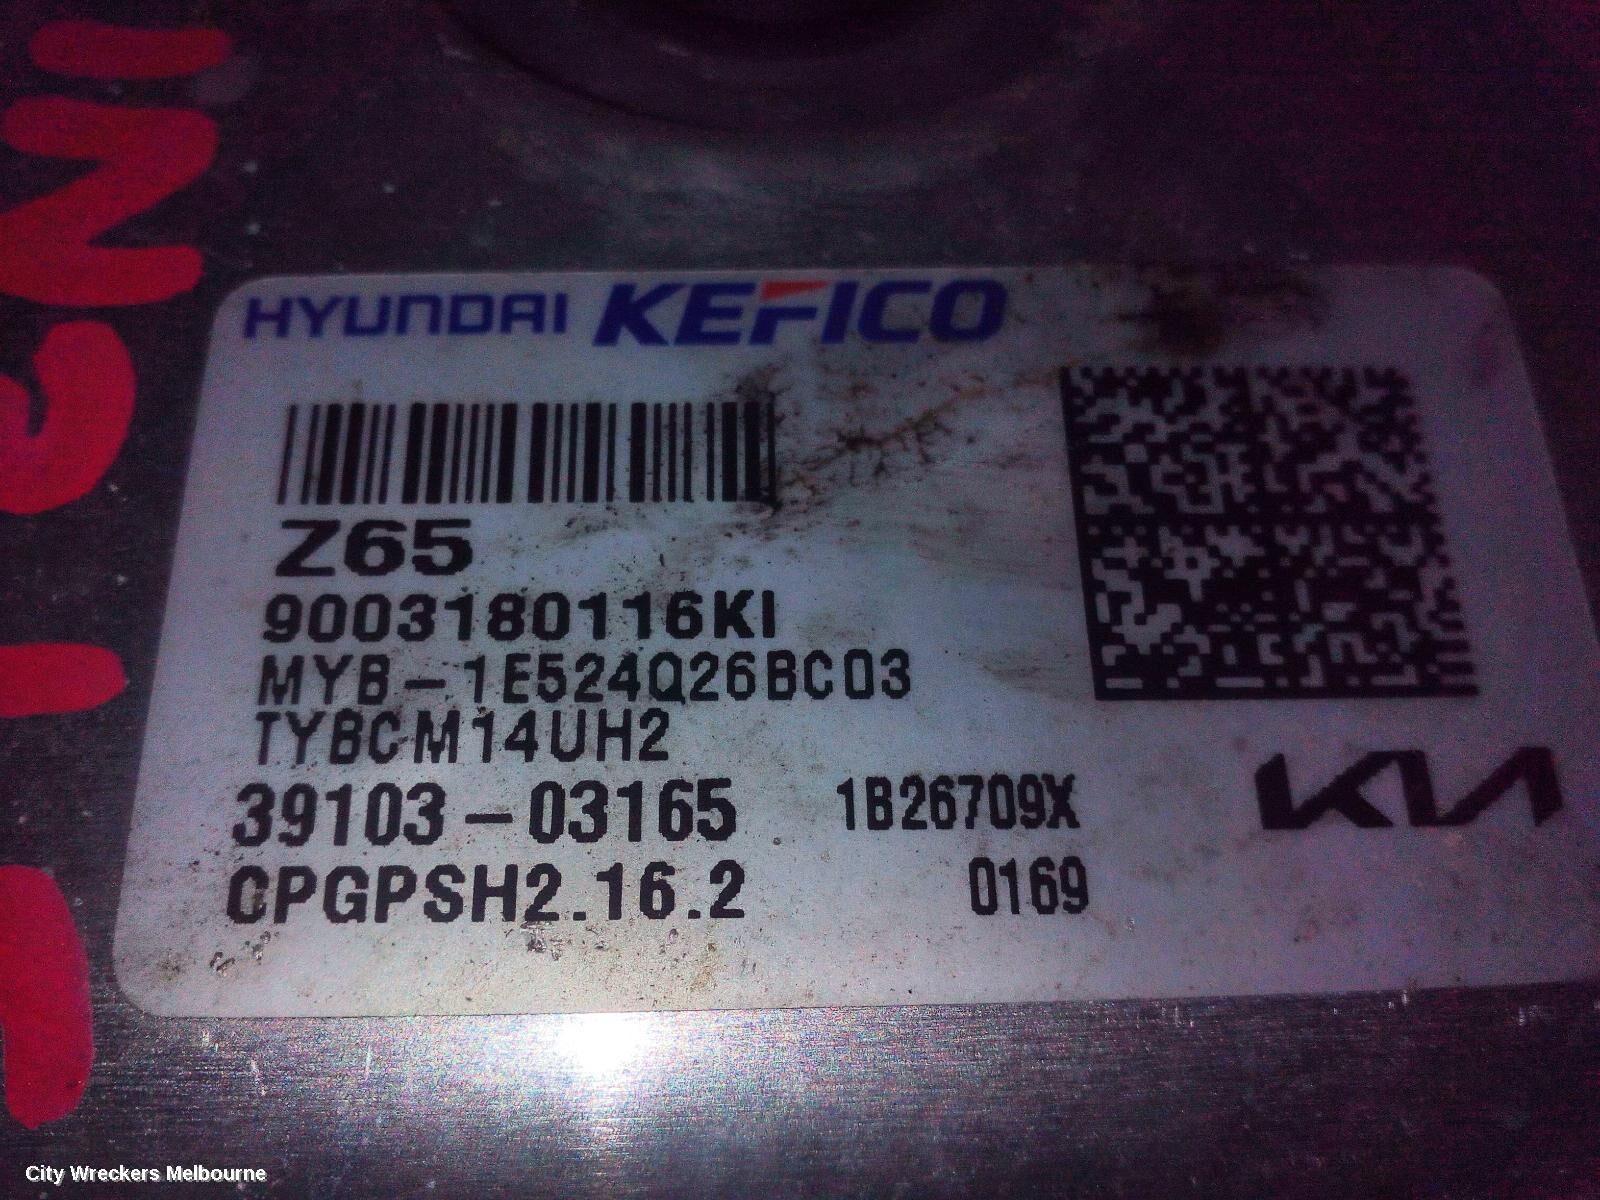 HYUNDAI KEFICO
Z65
9003180116KI
MYB-1E524Q26BC03
TYBCM14UH2
39103-03165 1B26709X
CPGPSH2.16.2 0169
KIA
City Wreckers Melbourne